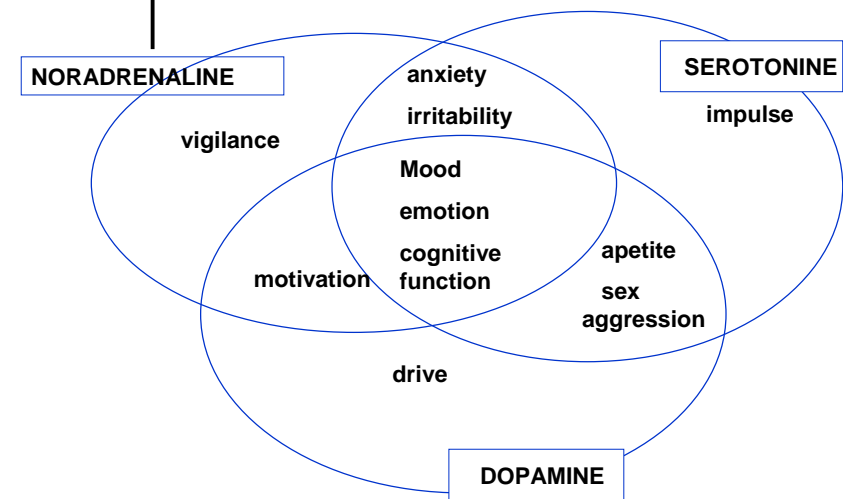 NORADRENALINE
SEROTONINE
anxiety
irritability
impulse
vigilance
Mood
emotion
cognitive
function
motivation
apetite
sex
aggression
drive
DOPAMINE